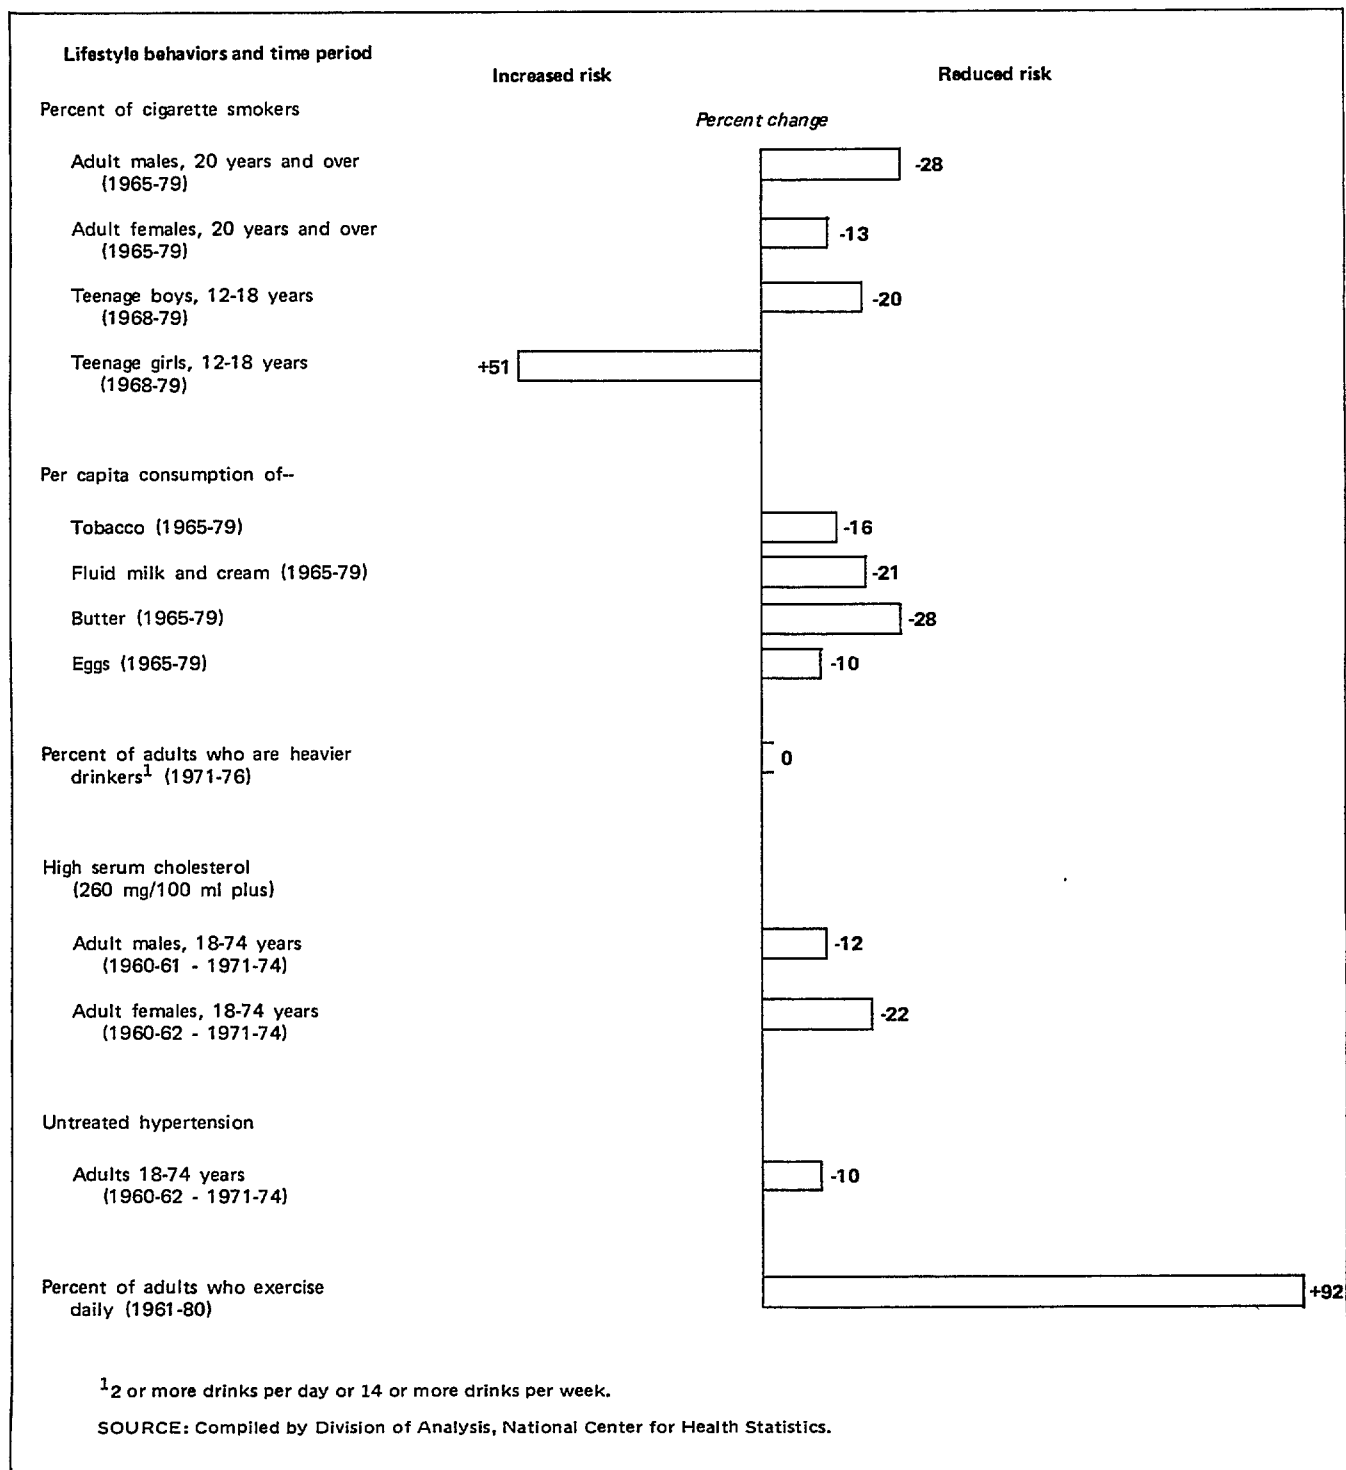 Lifestyle behaviors and time period
Increased risk
Reduced risk
Percent of cigarette smokers
Percent change
Adult males, 20 years and over
(1965-79)
-28
Adult females, 20 years and over
(1965-79)
-13
Teenage boys, 12-18 years
(1968-79)
-20
Teenage girls, 12-18 years
(1968-79)
+51
Per capita consumption of--
Tobacco (1965-79)
-16
Fluid milk and cream (1965-79)
-21
Butter (1965-79)
-28
Eggs (1965-79)
-10
Percent of adults who are heavier
drinkers1 (1971-76)
0
High serum cholesterol
(260 mg/100 ml plus)
Adult males, 18-74 years
(1960-61 - 1971-74)
-12
Adult females, 18-74 years
(1960-62 - 1971-74)
-22
Untreated hypertension
Adults 18-74 years
(1960-62 - 1971-74)
-10
Percent of adults who exercise
daily (1961-80)
+92
12 or more drinks per day or 14 or more drinks per week.
SOURCE: Compiled by Division of Analysis, National Center for Health Statistics.